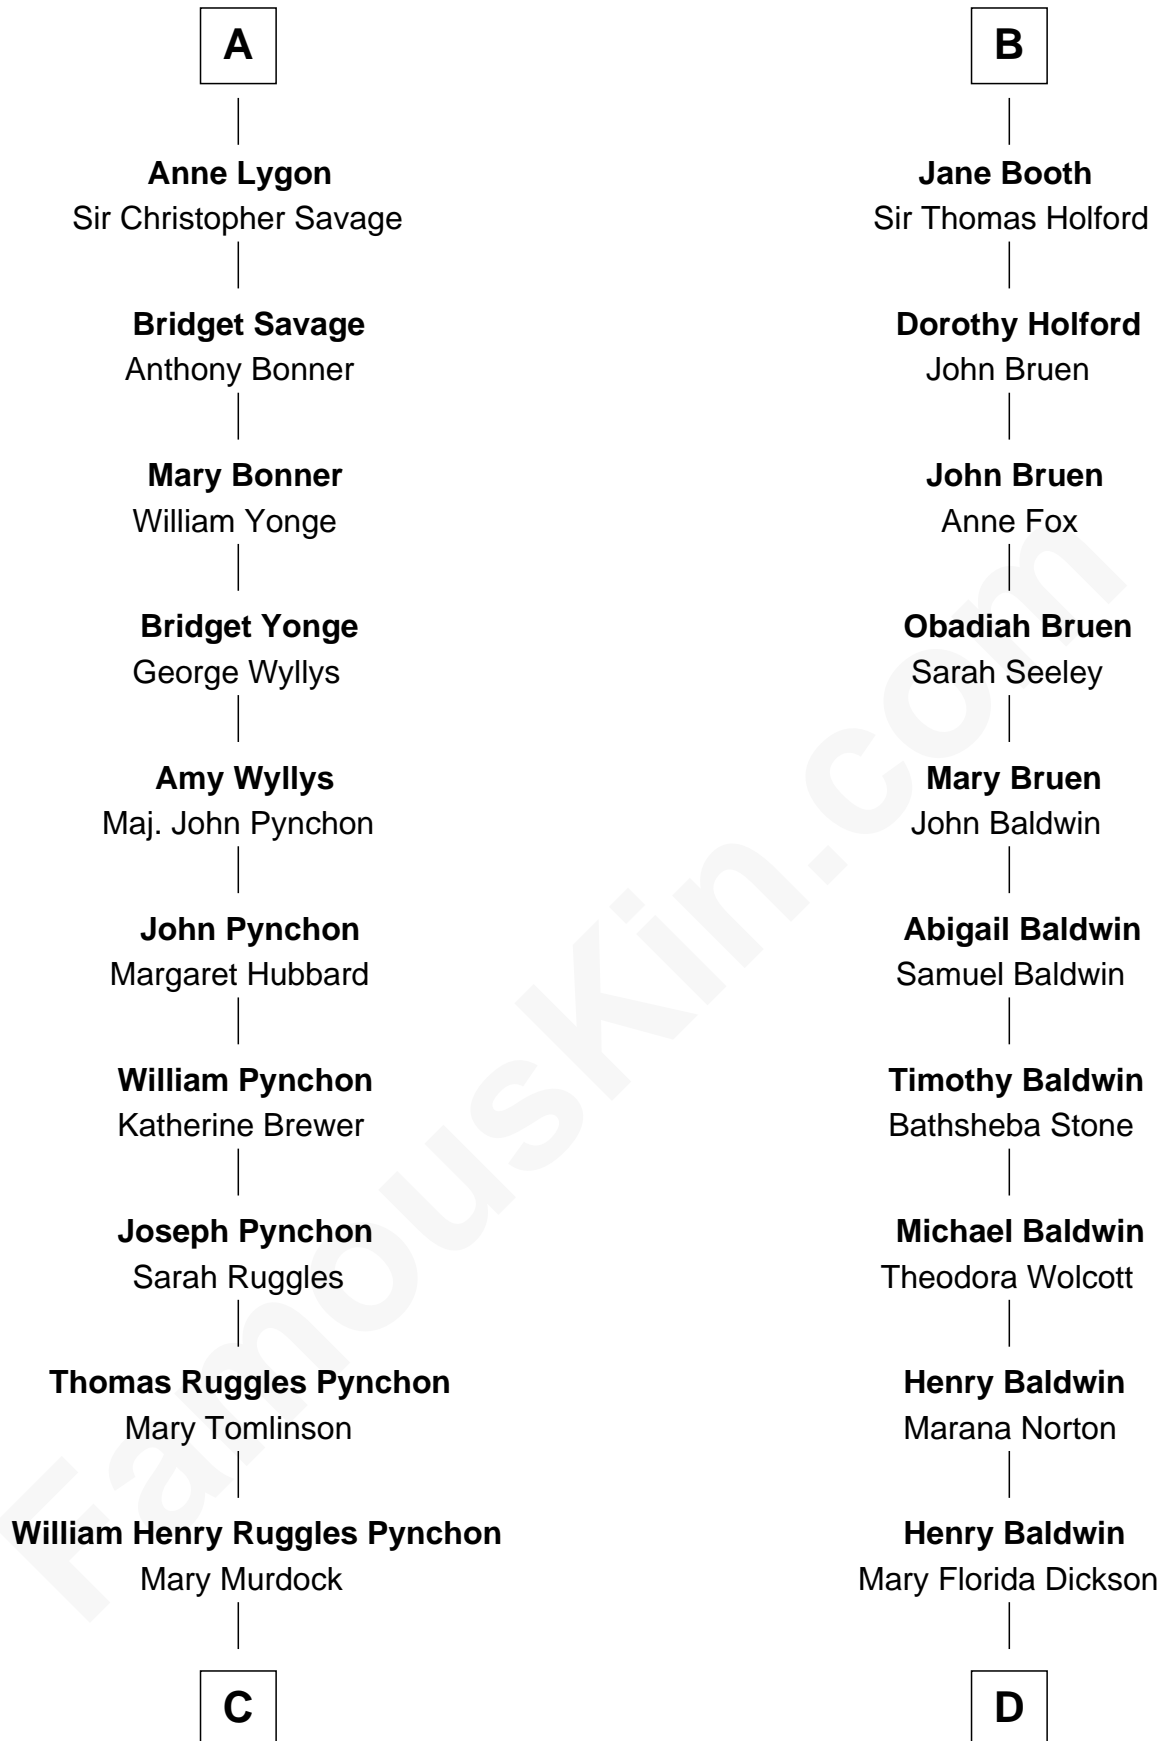 A
Anne Lygon
Sir Christopher Savage
Bridget Savage
Anthony Bonner
Mary Bonner
William Yonge
Bridget Yonge
George Wyllys
Amy Wyllys
Maj. John Pynchon
John Pynchon
Margaret Hubbard
William Pynchon
Katherine Brewer
Joseph Pynchon
Sarah Ruggles
Thomas Ruggles Pynchon
Mary Tomlinson
William Henry Ruggles Pynchon
Mary Murdock
C
B
Jane Booth
Sir Thomas Holford
Dorothy Holford
John Bruen
John Bruen
Anne Fox
Obadiah Bruen
Sarah Seeley
Mary Bruen
John Baldwin
Abigail Baldwin
Samuel Baldwin
Timothy Baldwin
Bathsheba Stone
Michael Baldwin
Theodora Wolcott
Henry Baldwin
Marana Norton
Henry Baldwin
Mary Florida Dickson
D
FamousKin.com